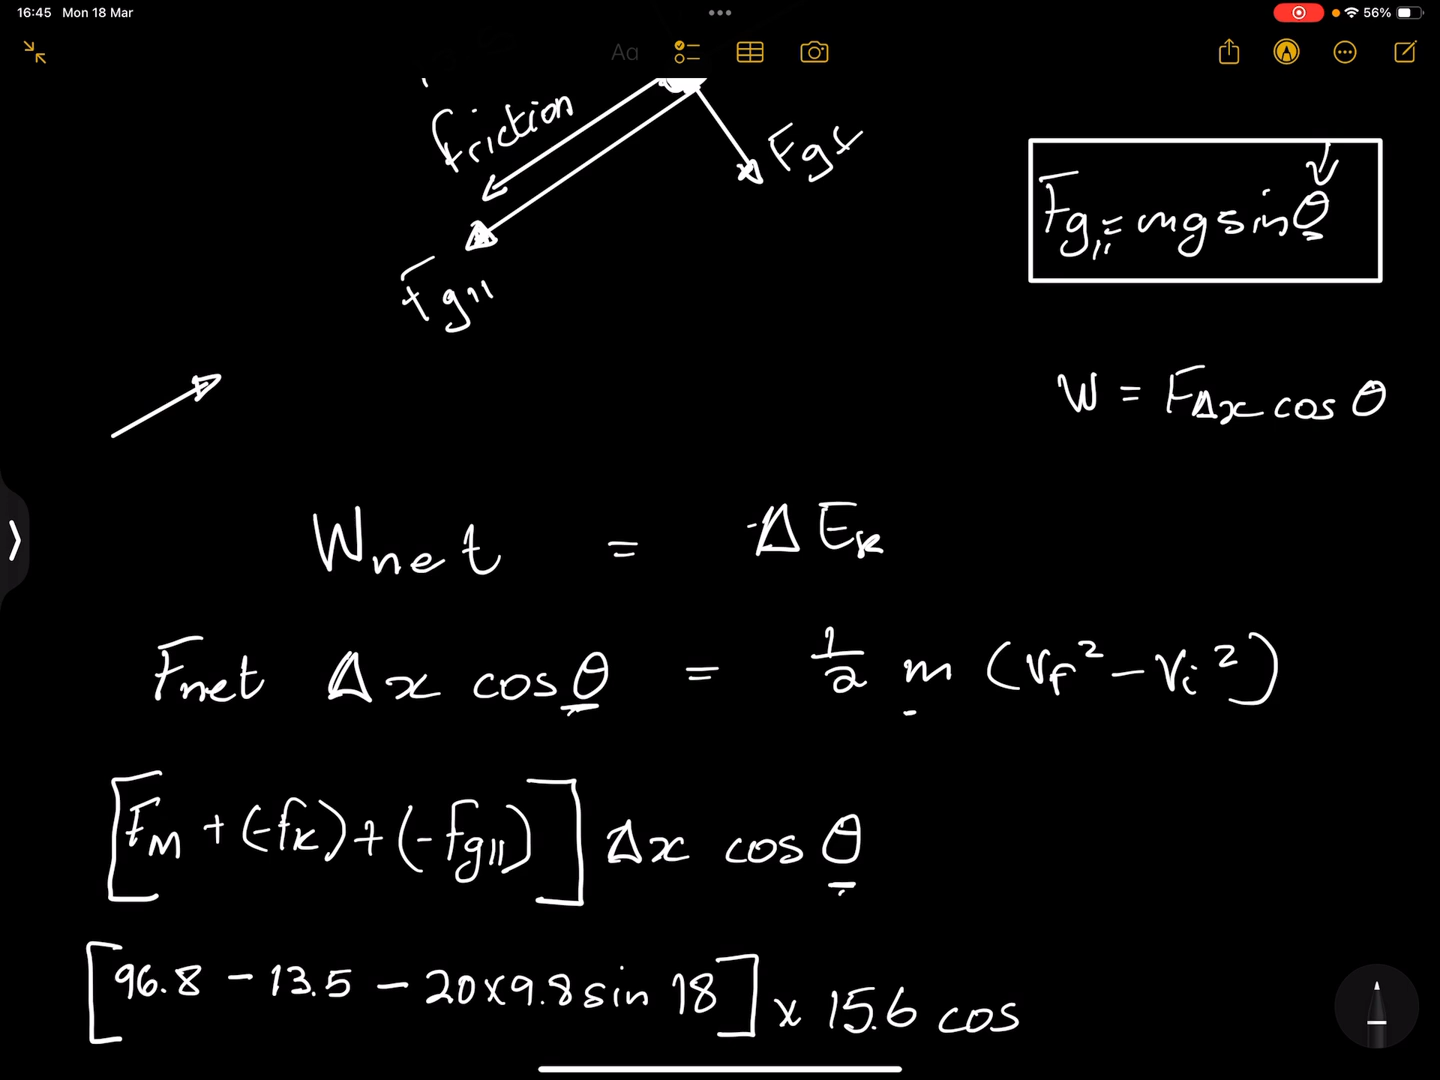 16:45 Mon 18 Mar
56%
Aa
friction
Fg⊥
Fg|| = mg sin θ
Fg||
W = FΔx cos θ
Wnet = ΔEk
Fnet Δx cos θ = 1/2 m (vf² − vi²)
[FM + (−fk) + (−Fg||)] Δx cos θ
[96.8 − 13.5 − 20×9.8 sin 18] × 15.6 cos